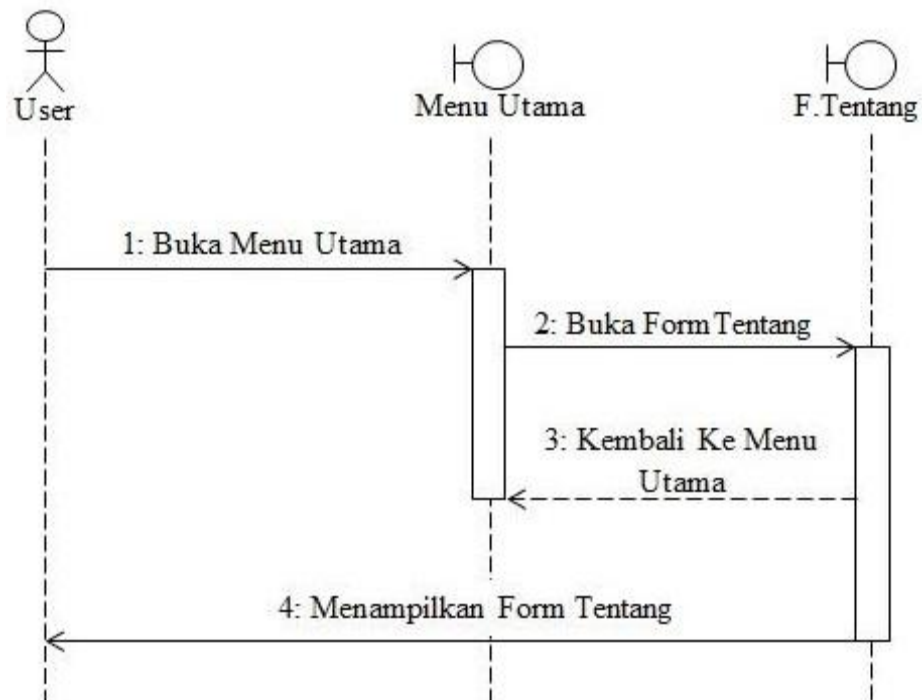 User
Menu Utama
F.Tentang
1: Buka Menu Utama
2: Buka Form Tentang
3: Kembali Ke Menu
Utama
4: Menampilkan Form Tentang